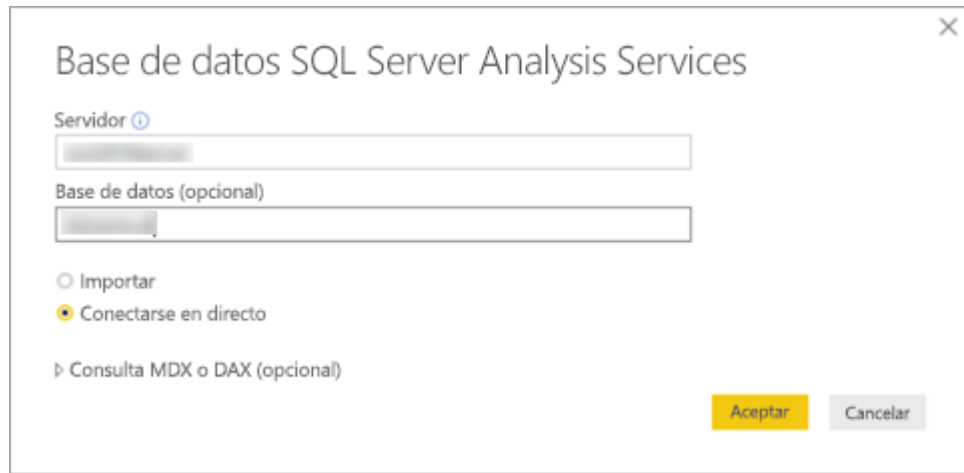 Base de datos SQL Server Analysis Services
Servidor
Base de datos (opcional)
Importar
Conectarse en directo
Consulta MDX o DAX (opcional)
Aceptar Cancelar